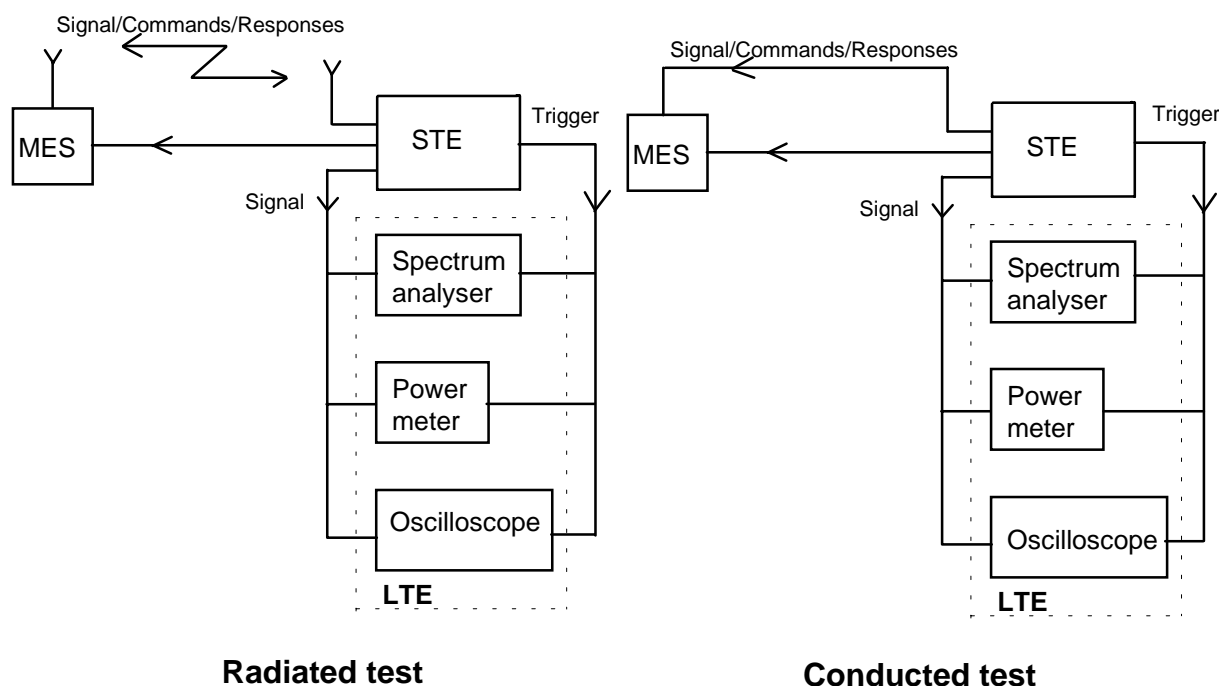 Signal/Commands/Responses
MES
STE
Trigger
Signal
Spectrum
analyser
Power
meter
Oscilloscope
LTE
Radiated test
Signal/Commands/Responses
MES
STE
Trigger
Signal
Spectrum
analyser
Power
meter
Oscilloscope
LTE
Conducted test